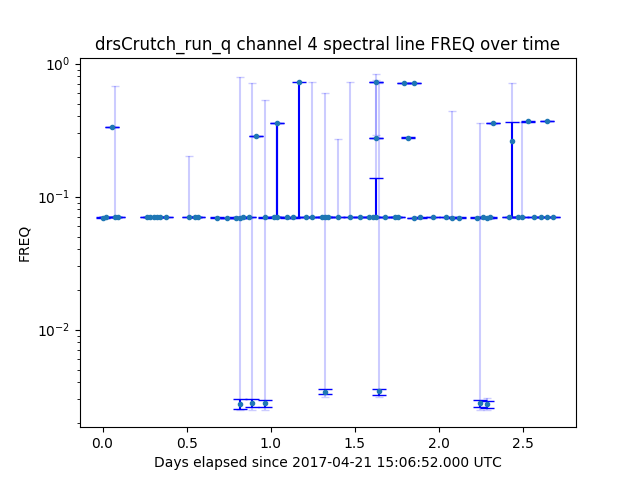 drsCrutch_run_q channel 4 spectral line FREQ over time
10⁰
10⁻¹
10⁻²
FREQ
0.0 0.5 1.0 1.5 2.0 2.5
Days elapsed since 2017-04-21 15:06:52.000 UTC